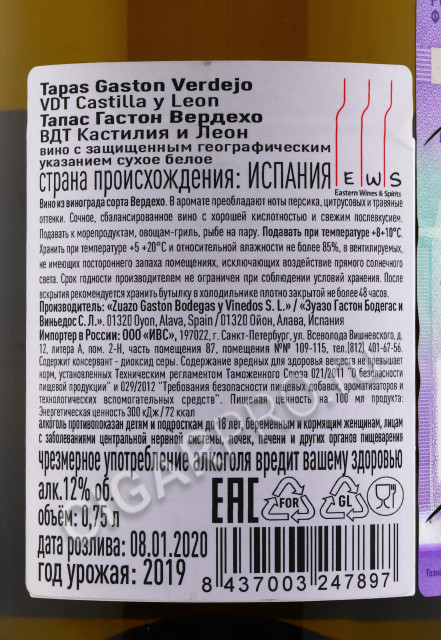 Tapas Gaston Verdejo
VDT Castilla y Leon
Тапас Гастон Вердехо
ВДТ Кастилия и Леон
вино с защищенным географическим
указанием сухое белое
страна происхождения: ИСПАНИЯ
E W S
Eastern Wines & Spirits
Вино из винограда сорта Вердехо. В аромате преобладают ноты персика, цитрусовых и травяные
оттенки. Сочное, сбалансированное вино с хорошей кислотностью и свежим послевкусием.
Подавать к морепродуктам, овощам-гриль, рыбе на пару. Подавать при температуре +8+10°С.
Хранить при температуре +5 +20°С и относительной влажности не более 85%, в вентилируемых,
не имеющих постороннего запаха помещениях, исключающих воздействие прямого солнечного
света. Срок годности производителем не ограничен при соблюдении условий хранения. После
вскрытия рекомендуется хранить бутылку в холодильнике плотно закрытой не более 48 часов.
Производитель: «Zuazo Gaston Bodegas y Vinedos S. L.» / «Зуазо Гастон Бодегас и
Виньедос С. Л.». 01320 Oyon, Alava, Spain / 01320 Ойон, Алава, Испания
Импортер в России: ООО «ИВС», 197022, г. Санкт-Петербург, ул. Всеволода Вишневского, д.
12, литера А, пом. 2-Н, часть помещения 87, помещения №№ 109-115, тел.(812) 401-67-56.
Содержит консервант - диоксид серы. Содержание вредных для здоровья веществ не превышает
норм, установленных Техническим регламентом Таможенного Союза 021/2011 "О безопасности
пищевой продукции" и 029/2012 "Требования безопасности пищевых добавок, ароматизаторов и
технологических вспомогательных средств". Пищевая ценность на 100 мл продукта:
Энергетическая ценность 300 кДж / 72 ккал
алкоголь противопоказан детям и подросткам до 18 лет, беременным и кормящим женщинам, лицам
с заболеваниями центральной нервной системы, почек, печени и других органов пищеварения
чрезмерное употребление алкоголя вредит вашему здоровью
алк.12% об.
объём: 0,75 л
дата розлива: 08.01.2020
год урожая: 2019
EAC
FOR
GL
8 437003 247897
CIGARPRO.RU